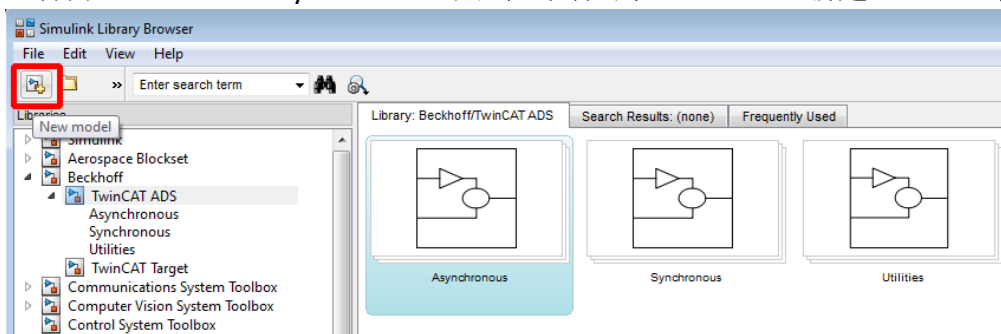 Simulink Library Browser
File Edit View Help
» Enter search term
Libraries
New model
Library: Beckhoff/TwinCAT ADS Search Results: (none) Frequently Used
Simulink
Aerospace Blockset
Beckhoff
TwinCAT ADS
Asynchronous
Synchronous
Utilities
TwinCAT Target
Communications System Toolbox
Computer Vision System Toolbox
Control System Toolbox
Asynchronous Synchronous Utilities